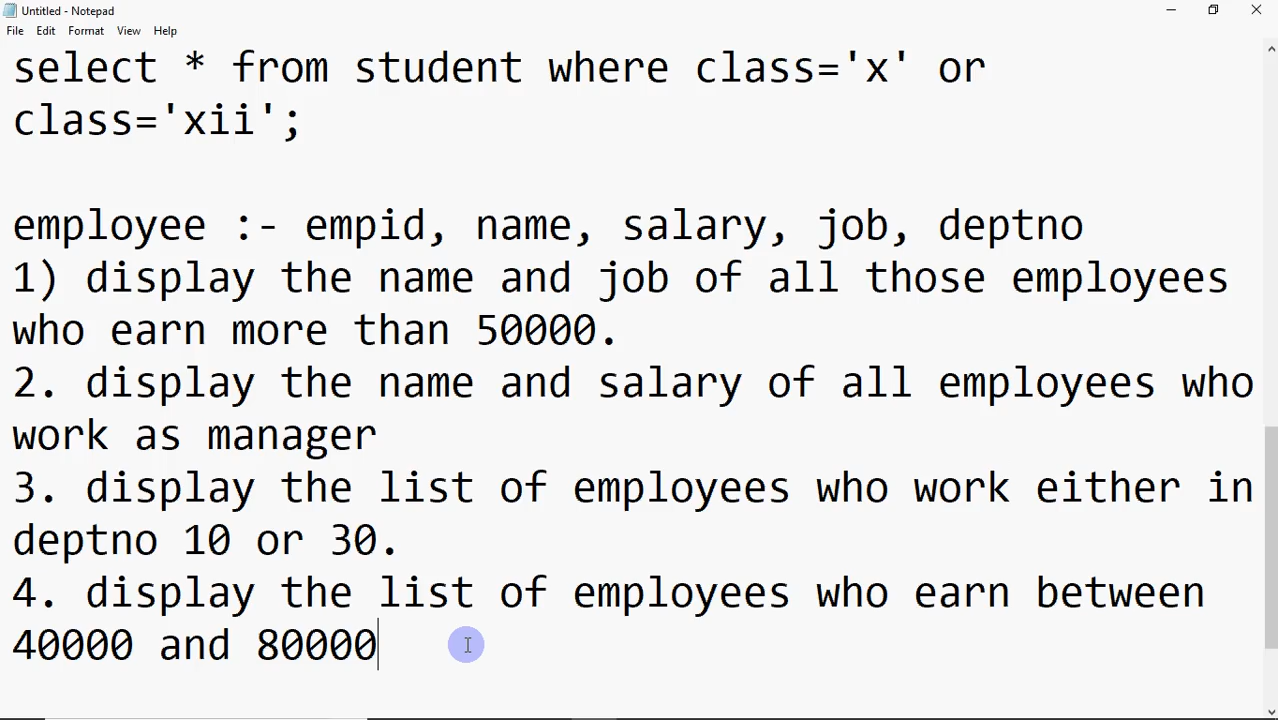 Untitled - Notepad
File Edit Format View Help
select * from student where class='x' or
class='xii';
employee :- empid, name, salary, job, deptno
1) display the name and job of all those employees
who earn more than 50000.
2. display the name and salary of all employees who
work as manager
3. display the list of employees who work either in
deptno 10 or 30.
4. display the list of employees who earn between
40000 and 80000